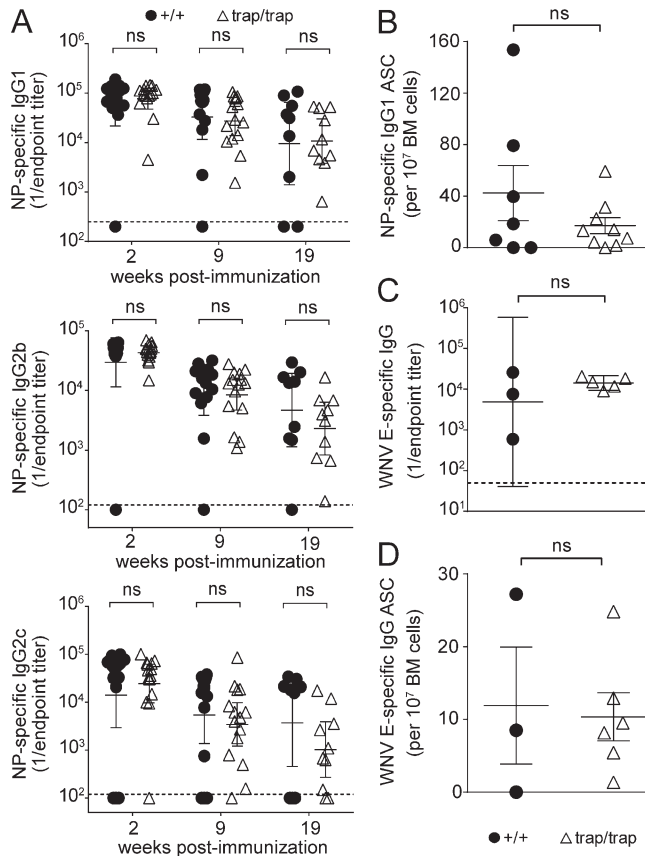 A
● +/+ △ trap/trap
NP-specific IgG1
(1/endpoint titer)
10⁶
10⁵
10⁴
10³
10²
ns ns ns
2 9 19
weeks post-immunization
NP-specific IgG2b
(1/endpoint titer)
10⁵
10⁴
10³
10²
ns ns ns
2 9 19
weeks post-immunization
NP-specific IgG2c
(1/endpoint titer)
10⁶
10⁵
10⁴
10³
10²
ns ns ns
2 9 19
weeks post-immunization
B
NP-specific IgG1 ASC
(per 10⁷ BM cells)
160
120
80
40
0
ns
C
WNV E-specific IgG
(1/endpoint titer)
10⁶
10⁵
10⁴
10³
10²
10¹
ns
D
WNV E-specific IgG ASC
(per 10⁷ BM cells)
30
20
10
0
ns
● +/+ △ trap/trap